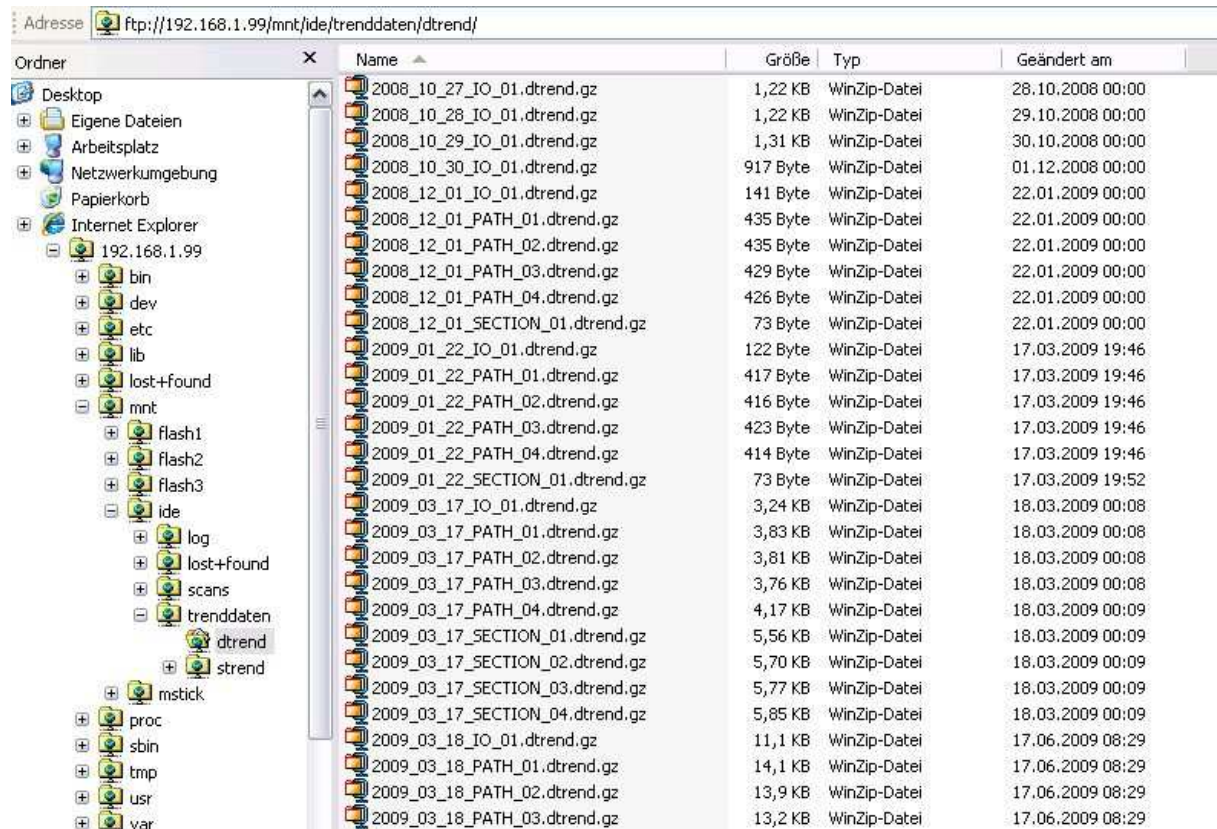 Adresse ftp://192.168.1.99/mnt/ide/trenddaten/dtrend/
Ordner
Desktop
Eigene Dateien
Arbeitsplatz
Netzwerkumgebung
Papierkorb
Internet Explorer
192.168.1.99
bin
dev
etc
lib
lost+found
mnt
flash1
flash2
flash3
ide
log
lost+found
scans
trenddaten
dtrend
strend
mstick
proc
sbin
tmp
usr
var
Name Größe Typ Geändert am
2008_10_27_IO_01.dtrend.gz 1,22 KB WinZip-Datei 28.10.2008 00:00
2008_10_28_IO_01.dtrend.gz 1,22 KB WinZip-Datei 29.10.2008 00:00
2008_10_29_IO_01.dtrend.gz 1,31 KB WinZip-Datei 30.10.2008 00:00
2008_10_30_IO_01.dtrend.gz 917 Byte WinZip-Datei 01.12.2008 00:00
2008_12_01_IO_01.dtrend.gz 141 Byte WinZip-Datei 22.01.2009 00:00
2008_12_01_PATH_01.dtrend.gz 435 Byte WinZip-Datei 22.01.2009 00:00
2008_12_01_PATH_02.dtrend.gz 435 Byte WinZip-Datei 22.01.2009 00:00
2008_12_01_PATH_03.dtrend.gz 429 Byte WinZip-Datei 22.01.2009 00:00
2008_12_01_PATH_04.dtrend.gz 426 Byte WinZip-Datei 22.01.2009 00:00
2008_12_01_SECTION_01.dtrend.gz 73 Byte WinZip-Datei 22.01.2009 00:00
2009_01_22_IO_01.dtrend.gz 122 Byte WinZip-Datei 17.03.2009 19:46
2009_01_22_PATH_01.dtrend.gz 417 Byte WinZip-Datei 17.03.2009 19:46
2009_01_22_PATH_02.dtrend.gz 416 Byte WinZip-Datei 17.03.2009 19:46
2009_01_22_PATH_03.dtrend.gz 423 Byte WinZip-Datei 17.03.2009 19:46
2009_01_22_PATH_04.dtrend.gz 414 Byte WinZip-Datei 17.03.2009 19:46
2009_01_22_SECTION_01.dtrend.gz 73 Byte WinZip-Datei 17.03.2009 19:52
2009_03_17_IO_01.dtrend.gz 3,24 KB WinZip-Datei 18.03.2009 00:08
2009_03_17_PATH_01.dtrend.gz 3,83 KB WinZip-Datei 18.03.2009 00:08
2009_03_17_PATH_02.dtrend.gz 3,81 KB WinZip-Datei 18.03.2009 00:08
2009_03_17_PATH_03.dtrend.gz 3,76 KB WinZip-Datei 18.03.2009 00:08
2009_03_17_PATH_04.dtrend.gz 4,17 KB WinZip-Datei 18.03.2009 00:09
2009_03_17_SECTION_01.dtrend.gz 5,56 KB WinZip-Datei 18.03.2009 00:09
2009_03_17_SECTION_02.dtrend.gz 5,70 KB WinZip-Datei 18.03.2009 00:09
2009_03_17_SECTION_03.dtrend.gz 5,77 KB WinZip-Datei 18.03.2009 00:09
2009_03_17_SECTION_04.dtrend.gz 5,85 KB WinZip-Datei 18.03.2009 00:09
2009_03_18_IO_01.dtrend.gz 11,1 KB WinZip-Datei 17.06.2009 08:29
2009_03_18_PATH_01.dtrend.gz 14,1 KB WinZip-Datei 17.06.2009 08:29
2009_03_18_PATH_02.dtrend.gz 13,9 KB WinZip-Datei 17.06.2009 08:29
2009_03_18_PATH_03.dtrend.gz 13,2 KB WinZip-Datei 17.06.2009 08:29